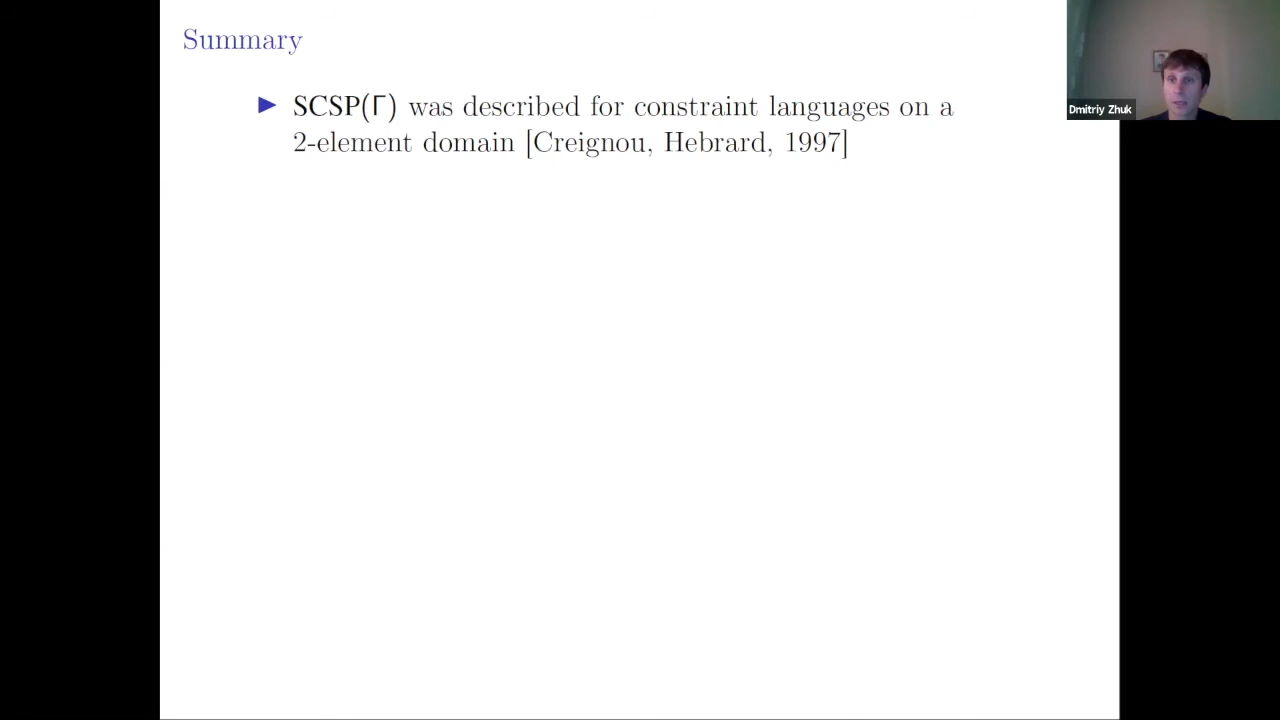 Summary
▶ SCSP(Γ) was described for constraint languages on a
2-element domain [Creignou, Hebrard, 1997]
Dmitriy Zhuk